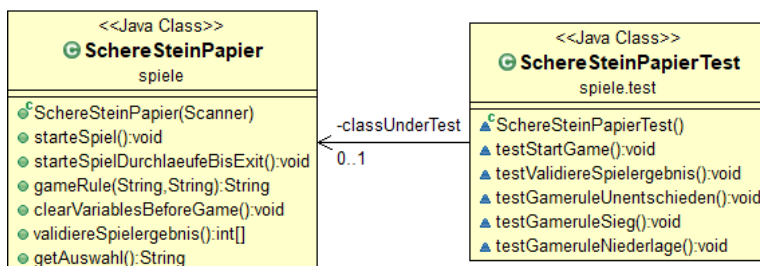 <<Java Class>>
SchereSteinPapier
spiele
SchereSteinPapier(Scanner)
starteSpiel():void
starteSpielDurchlaeufeBisExit():void
gameRule(String,String):String
clearVariablesBeforeGame():void
validiereSpielergebnis():int[]
getAuswahl():String
-classUnderTest
0..1
<<Java Class>>
SchereSteinPapierTest
spiele.test
SchereSteinPapierTest()
testStartGame():void
testValidiereSpielergebnis():void
testGameruleUnentschieden():void
testGameruleSieg():void
testGameruleNiederlage():void